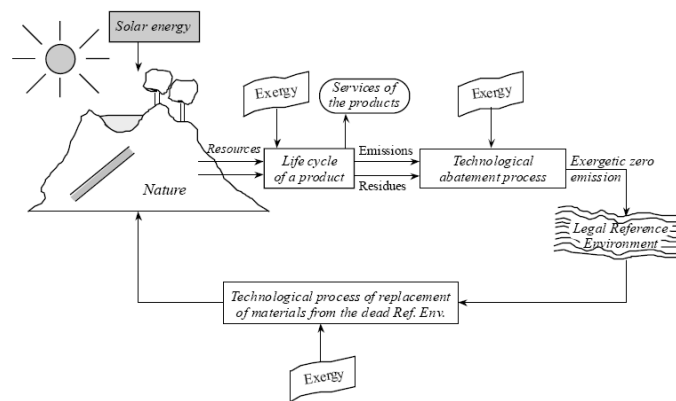 Solar energy
Exergy
Services of
the products
Exergy
Resources
Life cycle
of a product
Emissions
Residues
Technological
abatement process
Exergetic zero
emission
Nature
Legal Reference
Environment
Technological process of replacement
of materials from the dead Ref. Env.
Exergy